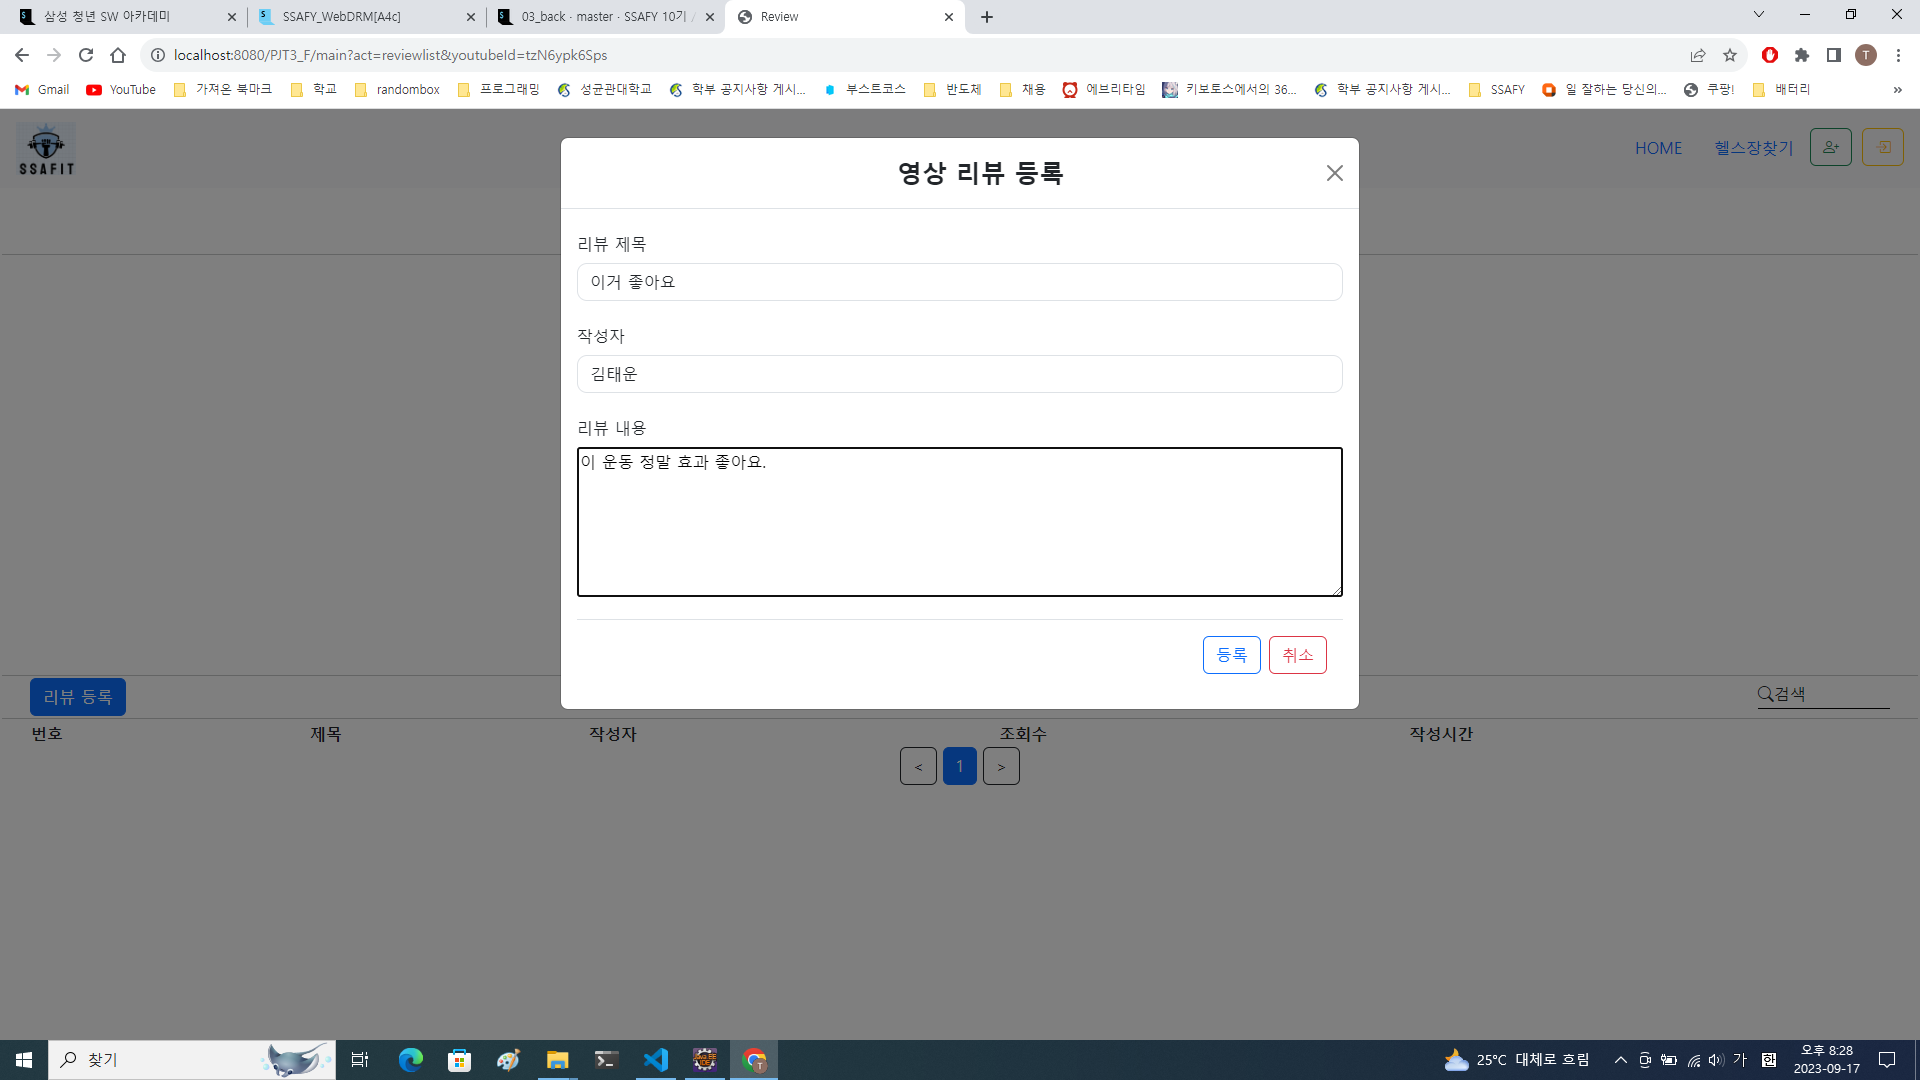 삼성 청년 SW 아카데미
SSAFY_WebDRM[A4c]
03_back · master · SSAFY 10기
Review
localhost:8080/PJT3_F/main?act=reviewlist&youtubeId=tzN6ypk6Sps
T
Gmail
YouTube
가져온 북마크
학교
randombox
프로그래밍
성균관대학교
학부 공지사항 게시...
부스트코스
반도체
채용
에브리타임
키보토스에서의 36...
학부 공지사항 게시...
SSAFY
일 잘하는 당신의...
쿠팡!
배터리
»
SSAFIT
HOME
헬스장찾기
영상 리뷰 등록
리뷰 제목
이거 좋아요
작성자
김태운
리뷰 내용
이 운동 정말 효과 좋아요.
등록
취소
리뷰 등록
검색
번호 제목 작성자 조회수 작성시간
< 1 >
찾기
25°C 대체로 흐림
가
한
오후 8:28
2023-09-17